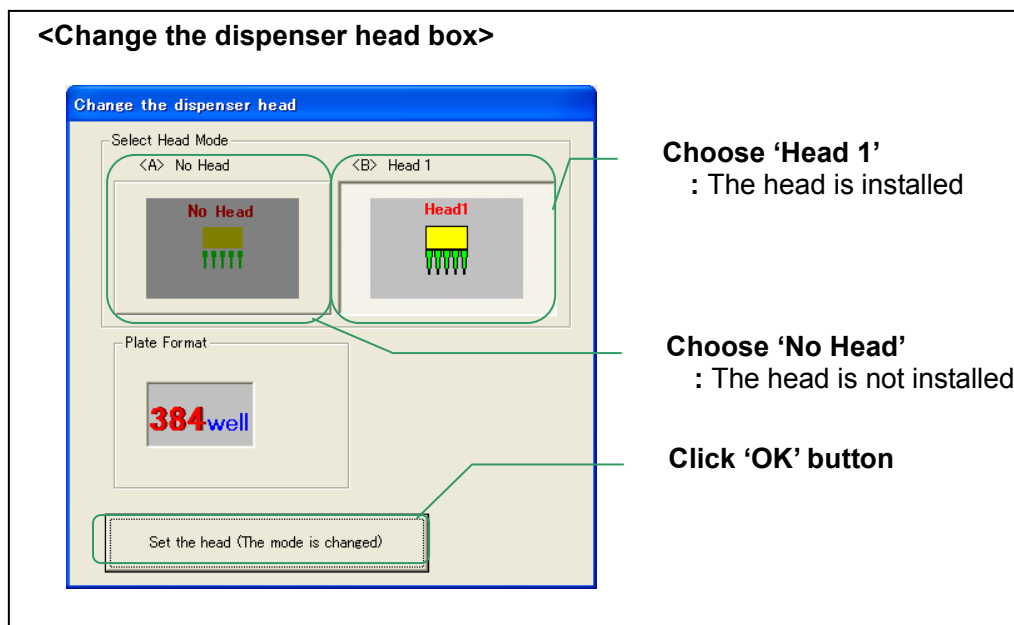 <Change the dispenser head box>
Change the dispenser head
Select Head Mode
<A> No Head
<B> Head 1
No Head
Head1
Choose ‘Head 1’
: The head is installed
Plate Format
384-well
Choose ‘No Head’
: The head is not installed
Click ‘OK’ button
Set the head (The mode is changed)